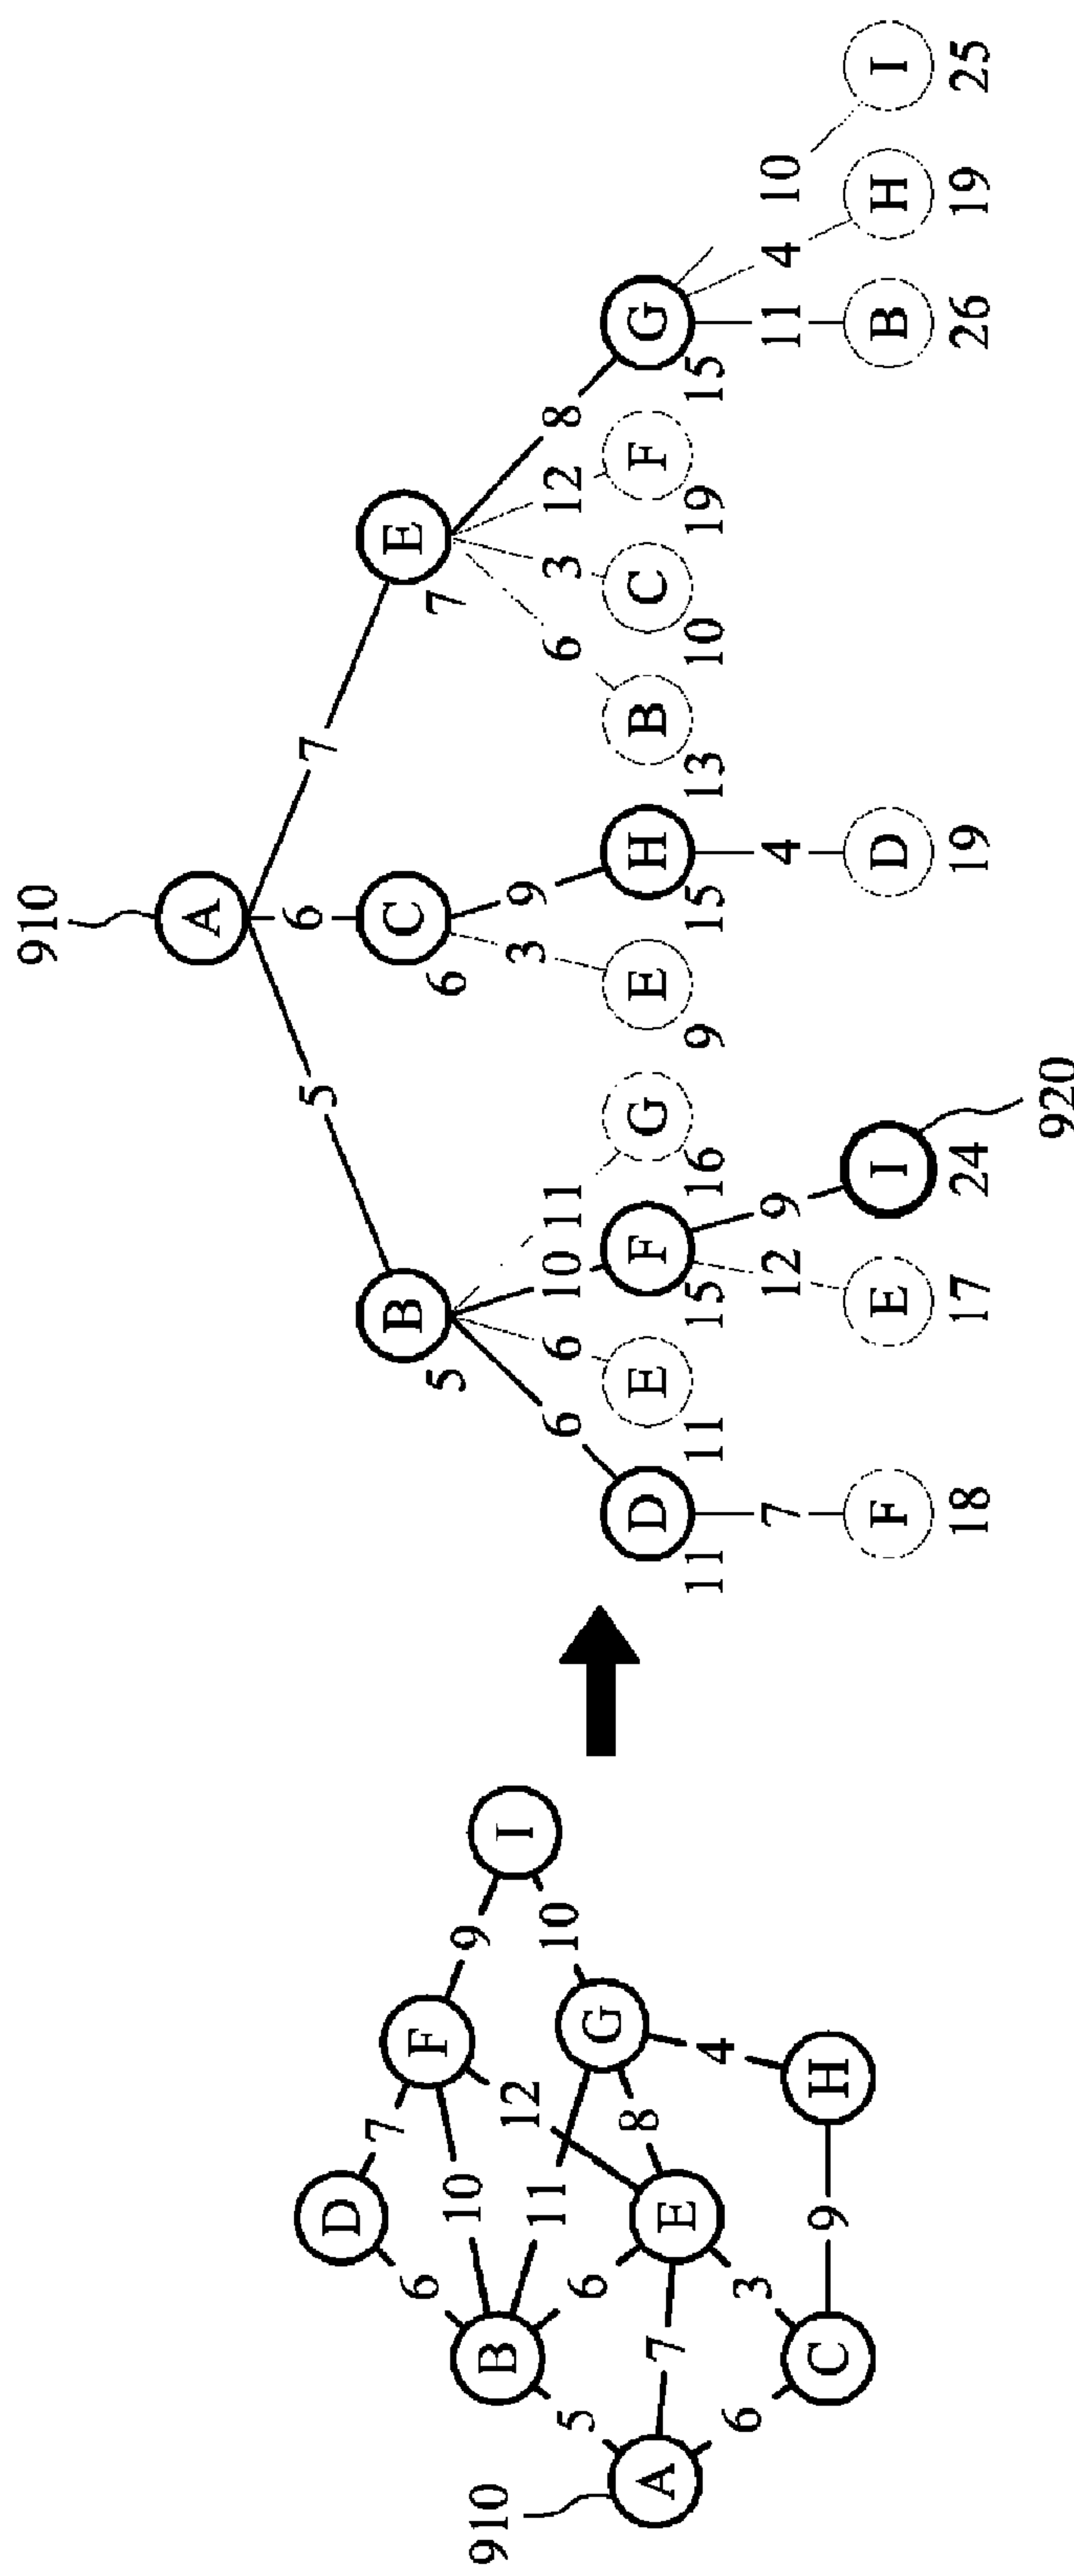 D
6 7
F
910 B 10 12 9 I
5 6 11 10
G
A 7 E 8
6 3 4
C 9 H
910
A
5 6 7
B C E
5 6 7
6 6 10 11 3 9 6 3 12 8
D E F G E H B C F G
11 11 15 16 9 15 13 10 19 15
7 12 9 4 11 4 10
F E I D B H I
18 17 24 19 26 19 25
920